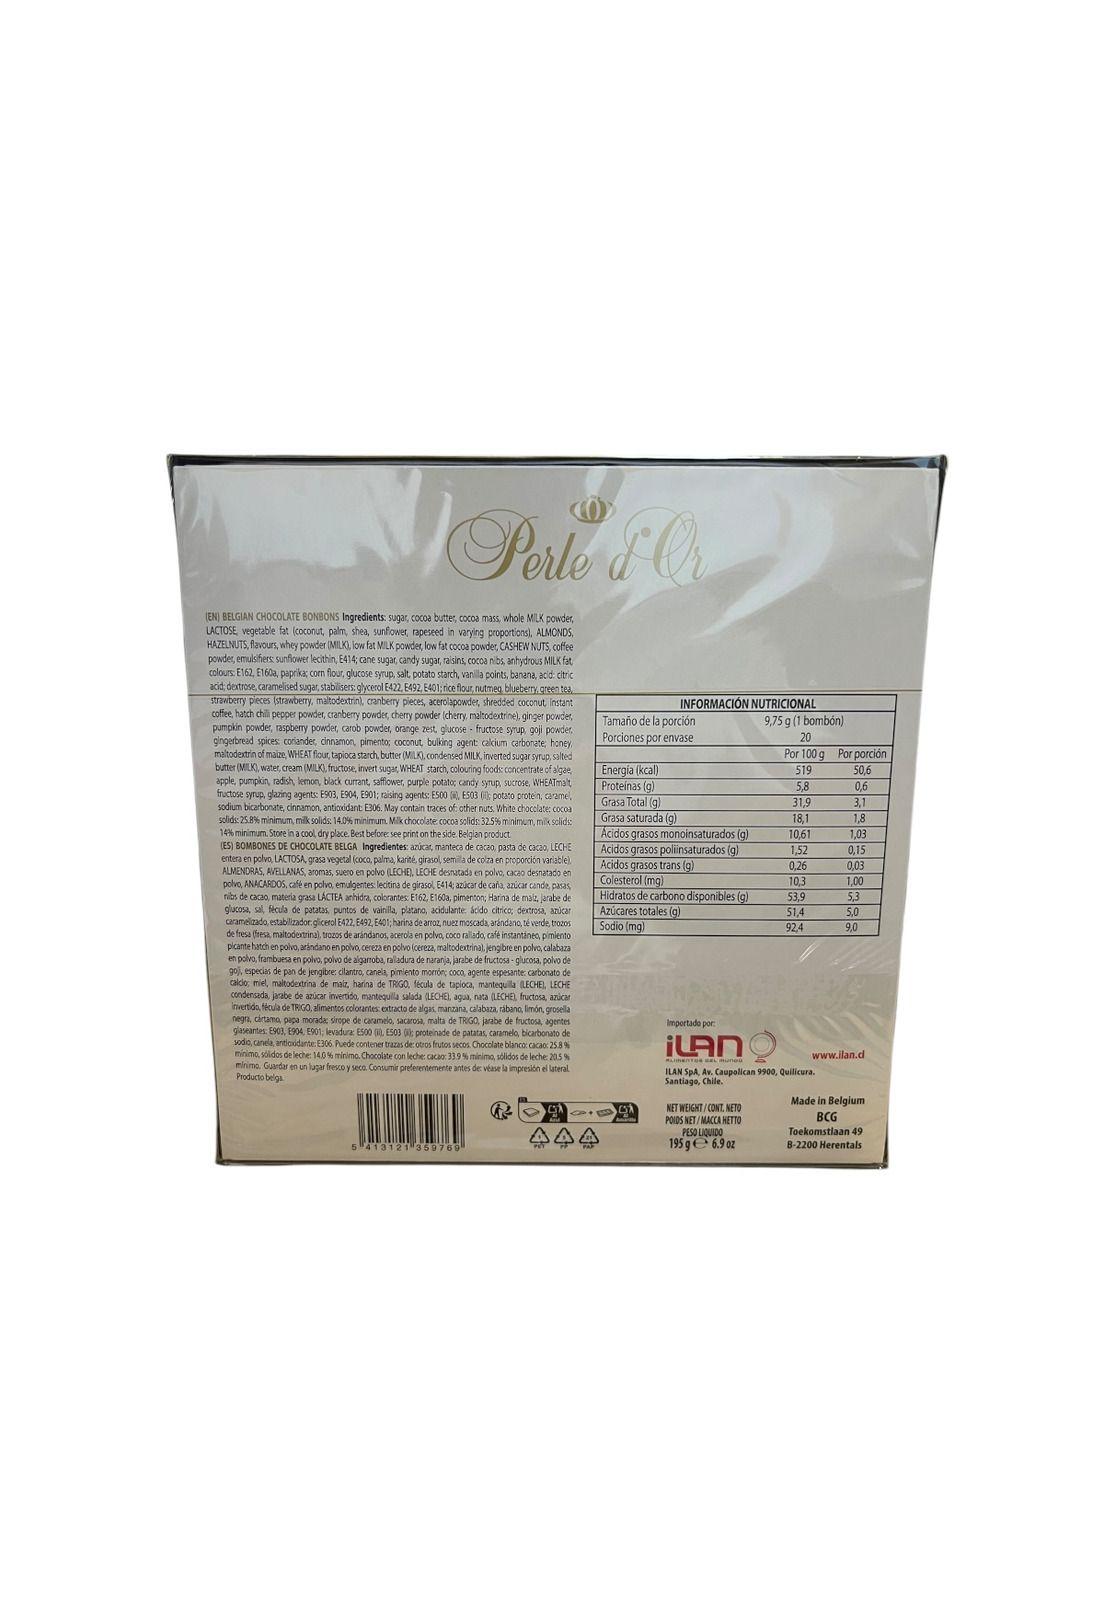 Perle d'Or
(EN) BELGIAN CHOCOLATE BONBONS Ingredients: sugar, cocoa butter, cocoa mass, whole MILK powder,
LACTOSE, vegetable fat (coconut, palm, shea, sunflower, rapeseed in varying proportions), ALMONDS,
HAZELNUTS, flavours, whey powder (MILK), low fat MILK powder, low fat cocoa powder, CASHEW NUTS, coffee
powder, emulsifiers: sunflower lecithin, E414; cane sugar, candy sugar, raisins, cocoa nibs, anhydrous MILK fat,
colours: E162, E160a, paprika; corn flour, glucose syrup, salt, potato starch, vanilla points, banana, acid: citric
acid; dextrose, caramelised sugar, stabilisers: glycerol E422, E492, E401; rice flour, nutmeg, blueberry, green tea,
strawberry pieces (strawberry, maltodextrin), cranberry pieces, acerolapowder, shredded coconut, instant
coffee, hatch chili pepper powder, cranberry powder, cherry powder (cherry, maltodextrine), ginger powder,
pumpkin powder, raspberry powder, carob powder, orange zest, glucose - fructose syrup, goji powder,
gingerbread spices: coriander, cinnamon, pimento; coconut, bulking agent: calcium carbonate; honey,
maltodextrin of maize, WHEAT flour, tapioca starch, butter (MILK), condensed MILK, inverted sugar syrup, salted
butter (MILK), water, cream (MILK), fructose, invert sugar, WHEAT starch, colouring foods: concentrate of algae,
apple, pumpkin, radish, lemon, black currant, safflower, purple potato; candy syrup, sucrose, WHEATmalt,
fructose syrup, glazing agents: E903, E904, E901; raising agents: E500 (ii), E503 (ii); potato protein, caramel,
sodium bicarbonate, cinnamon, antioxidant: E306. May contain traces of: other nuts. White chocolate: cocoa
solids: 25.8% minimum, milk solids: 14.0% minimum. Milk chocolate: cocoa solids: 32.5% minimum, milk solids:
14% minimum. Store in a cool, dry place. Best before: see print on the side. Belgian product.
(ES) BOMBONES DE CHOCOLATE BELGA Ingredientes: azúcar, manteca de cacao, pasta de cacao, LECHE
entera en polvo, LACTOSA, grasa vegetal (coco, palma, karité, girasol, semilla de colza en proporción variable),
ALMENDRAS, AVELLANAS, aromas, suero en polvo (LECHE), LECHE desnatada en polvo, cacao desnatado en
polvo, ANACARDOS, café en polvo, emulgentes: lecitina de girasol, E414; azúcar de caña, azúcar cande, pasas,
nibs de cacao, materia grasa LÁCTEA anhidra, colorantes: E162, E160a, pimenton; Harina de maíz, jarabe de
glucosa, sal, fécula de patatas, puntos de vainilla, platano, acidulante: ácido cítrico; dextrosa, azúcar
caramelizado, estabilizador: glicerol E422, E492, E401; harina de arroz, nuez moscada, arándano, té verde, trozos
de fresa (fresa, maltodextrina), trozos de arándanos, acerola en polvo, coco rallado, café instantáneo, pimiento
picante hatch en polvo, arándano en polvo, cereza en polvo (cereza, maltodextrina), jengibre en polvo, calabaza
en polvo, frambuesa en polvo, polvo de algarroba, ralladura de naranja, jarabe de fructosa - glucosa, polvo de
goji, especias de pan de jengibre: cilantro, canela, pimiento morrón; coco, agente espesante: carbonato de
calcio; miel, maltodextrina de maíz, harina de TRIGO, fécula de tapioca, mantequilla (LECHE), LECHE
condensada, jarabe de azúcar invertido, mantequilla salada (LECHE), agua, nata (LECHE), fructosa, azúcar
invertido, fécula de TRIGO, alimentos colorantes: extracto de algas, manzana, calabaza, rábano, limón, grosella
negra, cártamo, papa morada; sirope de caramelo, sacarosa, malta de TRIGO, jarabe de fructosa, agentes
glaseantes: E903, E904, E901; levadura: E500 (ii), E503 (ii); proteinade de patatas, caramelo, bicarbonato de
sodio, canela, antioxidante: E306. Puede contener trazas de: otros frutos secos. Chocolate blanco: cacao: 25.8 %
mínimo, sólidos de leche: 14.0 % mínimo. Chocolate con leche: cacao: 33.9 % mínimo, sólidos de leche: 20.5 %
mínimo. Guardar en un lugar fresco y seco. Consumir preferentemente antes de: véase la impresión el lateral.
Producto belga.
INFORMACIÓN NUTRICIONAL
Tamaño de la porción 9,75 g (1 bombón)
Porciones por envase 20
Por 100 g Por porción
Energía (kcal) 519 50,6
Proteínas (g) 5,8 0,6
Grasa Total (g) 31,9 3,1
Grasa saturada (g) 18,1 1,8
Ácidos grasos monoinsaturados (g) 10,61 1,03
Ácidos grasos poliinsaturados (g) 1,52 0,15
Ácidos grasos trans (g) 0,26 0,03
Colesterol (mg) 10,3 1,00
Hidratos de carbono disponibles (g) 53,9 5,3
Azúcares totales (g) 51,4 5,0
Sodio (mg) 92,4 9,0
Importado por:
iLAN
ALIMENTOS DEL MUNDO
www.ilan.cl
ILAN SpA, Av. Caupolican 9900, Quilicura.
Santiago, Chile.
NET WEIGHT / CONT. NETO
POIDS NET / MACCA HETTO
PESO LIQUIDO
195 g e 6.9 oz
Made in Belgium
BCG
Toekomstlaan 49
B-2200 Herentals
5 413121 359769
1 5 21
PET PP PAP